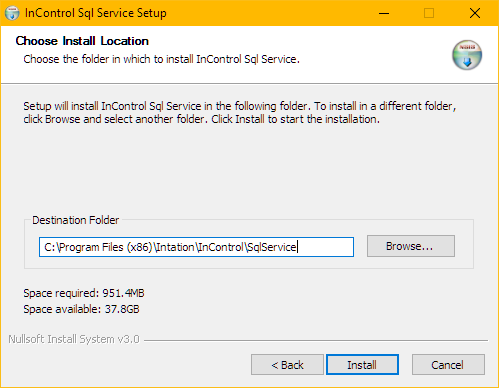 InControl Sql Service Setup
Choose Install Location
Choose the folder in which to install InControl Sql Service.
Setup will install InControl Sql Service in the following folder. To install in a different folder,
click Browse and select another folder. Click Install to start the installation.
Destination Folder
C:\Program Files (x86)\Intation\InControl\SqlService
Browse...
Space required: 951.4MB
Space available: 37.8GB
Nullsoft Install System v3.0
< Back
Install
Cancel